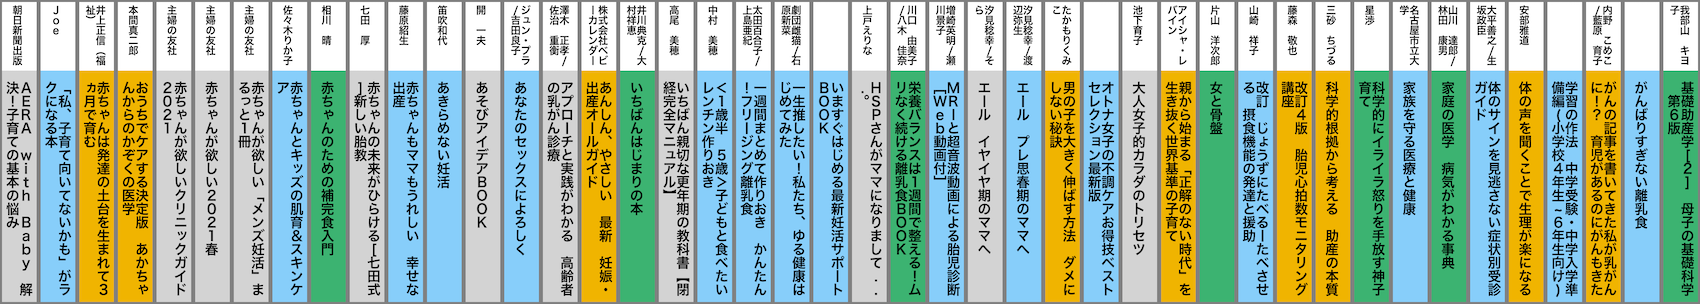 我部山 キヨ
子
基礎助産学[2] 母子の基礎科学
第6版
がんばりすぎない離乳食
内野 こめこ
/藍原 育子
がんの記事を書いてきた私が乳がん
に!? 育児があるのにがんもきた
学習の作法 中学受験・中学入学準
備編(小学校4年生~6年生向け)
安部雅道
体の声を聞くことで生理が楽になる
大平善之/生
坂政臣
体のサインを見逃さない症状別受診
ガイド
山川 達郎/
林田 康男
家庭の医学 病気がわかる事典
名古屋市立大
学
家族を守る医療と健康
星渉
科学的にイライラ怒りを手放す神子
育て
三砂 ちづる
科学的根拠から考える 助産の本質
藤森 敬也
改訂4版 胎児心拍数モニタリング
講座
山崎 祥子
改訂 じょうずにたべるーたべさせ
る 摂食機能の発達と援助
片山 洋次郎
女と骨盤
アイシャ・レ
バイン
親から始まる「正解のない時代」を
生き抜く世界基準の子育て
池下育子
大人女子的カラダのトリセツ
オトナ女子の不調ケアお得技ベスト
セレクション最新版
たかもりくみ
こ
男の子を大きく伸ばす方法 ダメに
しない秘訣
汐見稔幸/渡
辺弥生
エール プレ思春期のママへ
汐見稔幸/そ
ら
エール イヤイヤ期のママへ
増崎英明/瀬
川景子
MRIと超音波動画による胎児診断
[Web動画付]
川口 由美子
/八木 佳奈
栄養バランスは1週間で整える!ム
リなく続ける離乳食BOOK
上戸えりな
HSPさんがママになりまして..
.。
いますぐはじめる最新妊活サポート
BOOK
劇団雌猫/石
原新菜
一生推したい!私たち、ゆる健康は
じめてみた
太田百合子/
上島亜紀
一週間まとめて作りおき かんたん
!フリージング離乳食
中村 美穂
<1歳半 5歳>子どもと食べたい
レンチン作りおき
高尾 美穂
いちばん親切な更年期の教科書【閉
経完全マニュアル】
井川典克/大
村祥恵
いちばんはじまりの本
株式会社ベビ
ーカレンダー
あんしん、やさしい 最新 妊娠・
出産オールガイド
澤木 正孝/
佐治 重衡
アプローチと実践がわかる 高齢者
の乳がん診療
ジュン・プラ
/吉田良子
あなたのセックスによろしく
開 一夫
あそびアイデアBOOK
笛吹和代
あきらめない妊活
藤原紹生
赤ちゃんもママもうれしい 幸せな
出産
七田 厚
赤ちゃんの未来がひらける[七田式
]新しい胎教
相川 晴
赤ちゃんのための補完食入門
佐々木りか子
赤ちゃんとキッズの肌育&スキンケ
ア
主婦の友社
赤ちゃんが欲しい「メンズ妊活」ま
るっと1冊
主婦の友社
赤ちゃんが欲しい2021春
主婦の友社
赤ちゃんが欲しいクリニックガイド
2021
本間真二郎
おうちでケアする決定版 あかちゃ
んからのかぞくの医学
井上正信(福
祉)
赤ちゃんは発達の土台を生まれて3
ヵ月で育む
Joe
「私、子育て向いてないかも」がラ
クになる本
朝日新聞出版
AERA with Baby 解
決!子育ての基本の悩み